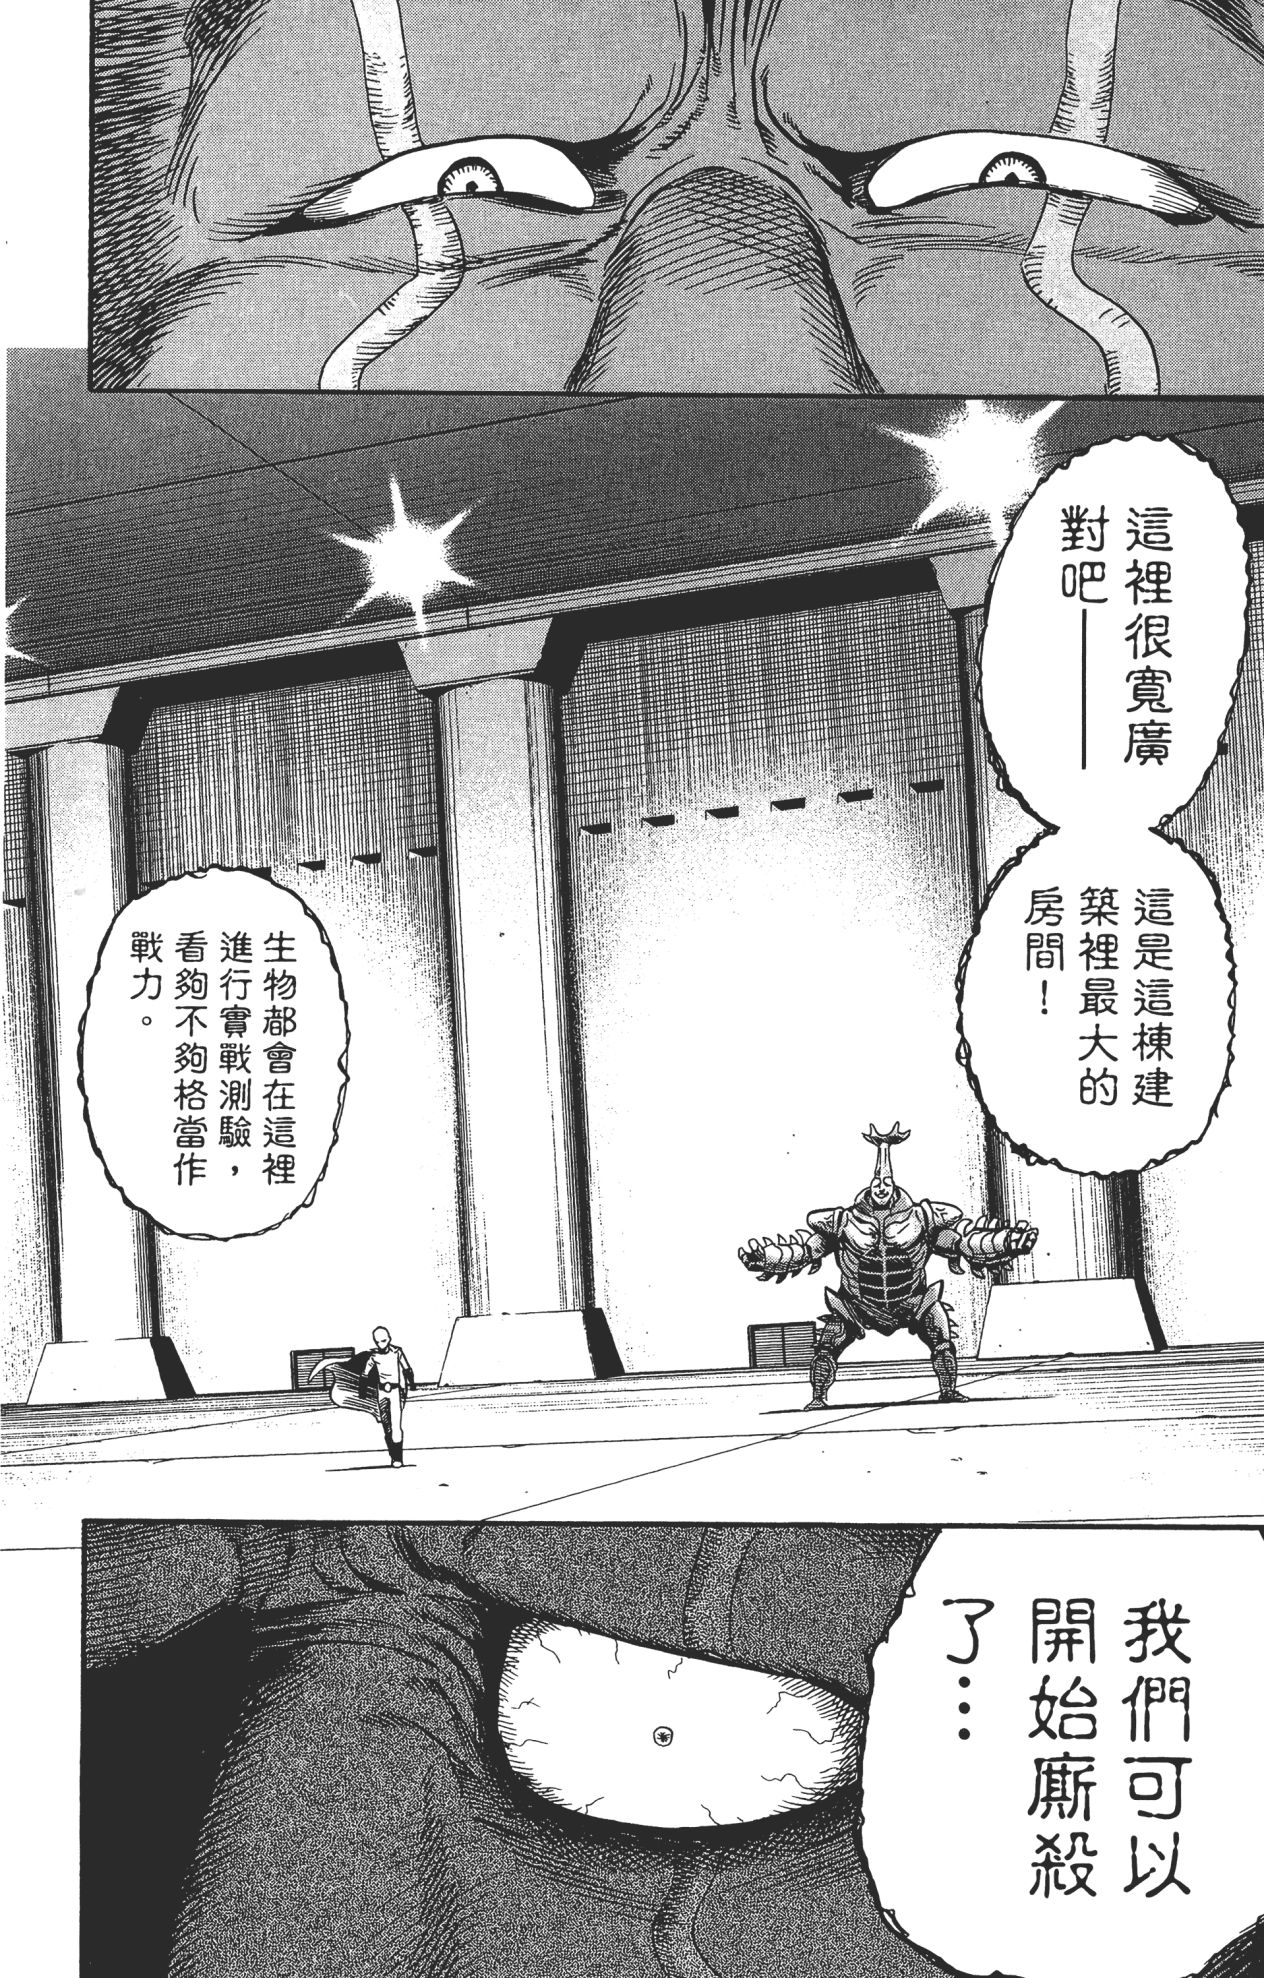 這裡很寬廣
對吧——
這是這棟建
築裡最大的
房間！
生物都會在這裡
進行實戰測驗，
看夠不夠格當作
戰力。
我們可以
開始廝殺
了…